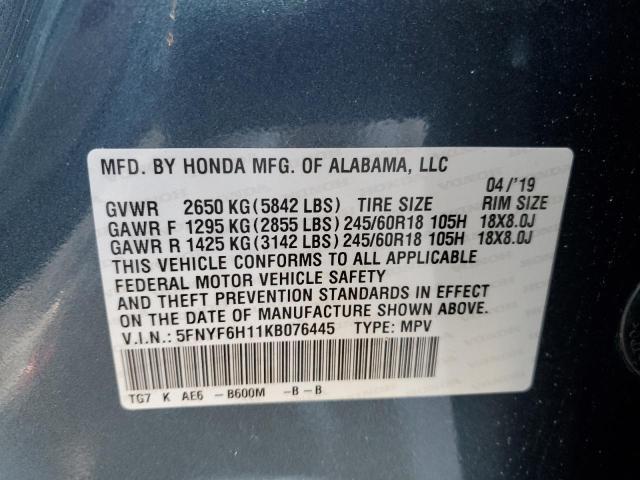 MFD. BY HONDA MFG. OF ALABAMA, LLC
04/'19
GVWR 2650 KG (5842 LBS) TIRE SIZE RIM SIZE
GAWR F 1295 KG (2855 LBS) 245/60R18 105H 18X8.0J
GAWR R 1425 KG (3142 LBS) 245/60R18 105H 18X8.0J
THIS VEHICLE CONFORMS TO ALL APPLICABLE
FEDERAL MOTOR VEHICLE SAFETY
AND THEFT PREVENTION STANDARDS IN EFFECT
ON THE DATE OF MANUFACTURE SHOWN ABOVE.
V.I.N.: 5FNYF6H11KB076445 TYPE: MPV
TG7 K AE6 -B600M -B -B